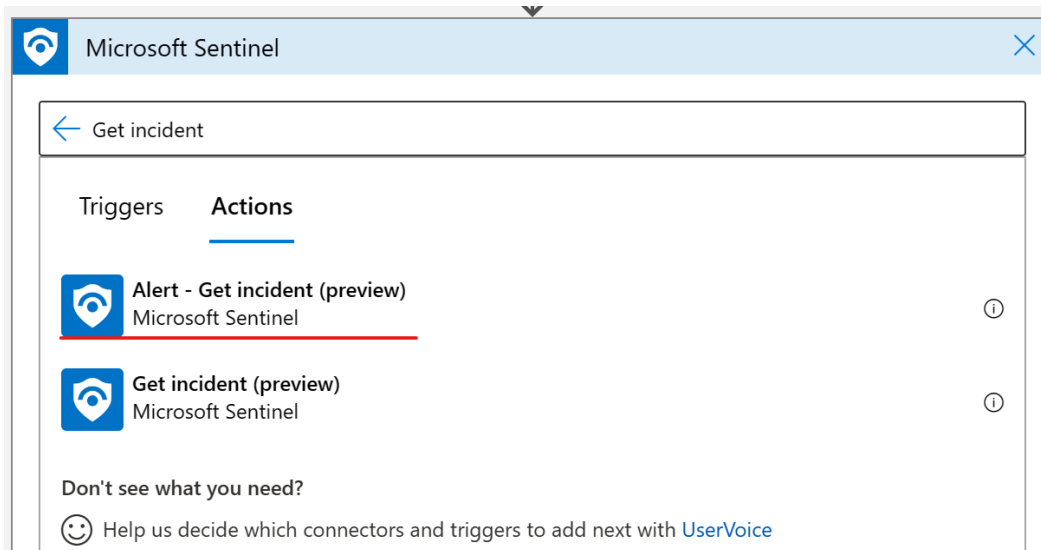 Microsoft Sentinel
Get incident
Triggers Actions
Alert - Get incident (preview)
Microsoft Sentinel
Get incident (preview)
Microsoft Sentinel
Don't see what you need?
Help us decide which connectors and triggers to add next with UserVoice